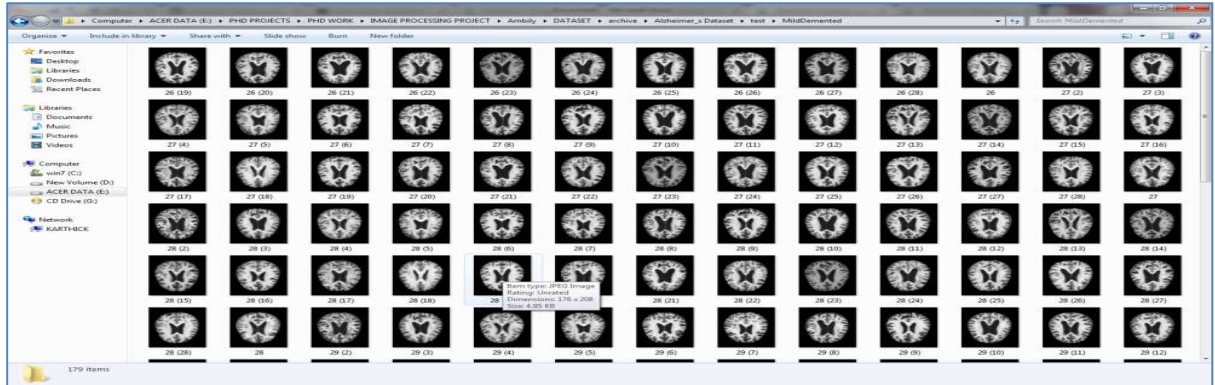 Computer ▸ ACER DATA (E:) ▸ PHD PROJECTS ▸ PHD WORK ▸ IMAGE PROCESSING PROJECT ▸ Ambily ▸ DATASET ▸ archive ▸ Alzheimer_s Dataset ▸ test ▸ MildDemented
Search MildDemented
Organize Include in library Share with Slide show Burn New folder
Favorites
Desktop
Libraries
Downloads
Recent Places
Libraries
Documents
Music
Pictures
Videos
Computer
win7 (C:)
New Volume (D:)
ACER DATA (E:)
CD Drive (G:)
Network
KARTHICK
26 (19) 26 (20) 26 (21) 26 (22) 26 (23) 26 (24) 26 (25) 26 (26) 26 (27) 26 (28) 26 27 (2) 27 (3)
27 (4) 27 (5) 27 (6) 27 (7) 27 (8) 27 (9) 27 (10) 27 (11) 27 (12) 27 (13) 27 (14) 27 (15) 27 (16)
27 (17) 27 (18) 27 (19) 27 (20) 27 (21) 27 (22) 27 (23) 27 (24) 27 (25) 27 (26) 27 (27) 27 (28) 27
28 (2) 28 (3) 28 (4) 28 (5) 28 (6) 28 (7) 28 (8) 28 (9) 28 (10) 28 (11) 28 (12) 28 (13) 28 (14)
28 (15) 28 (16) 28 (17) 28 (18) 28 28 (21) 28 (22) 28 (23) 28 (24) 28 (25) 28 (26) 28 (27)
Item type: JPEG Image
Rating: Unrated
Dimensions: 176 x 208
Size: 4.95 KB
28 (28) 28 29 (2) 29 (3) 29 (4) 29 (5) 29 (6) 29 (7) 29 (8) 29 (9) 29 (10) 29 (11) 29 (12)
179 items